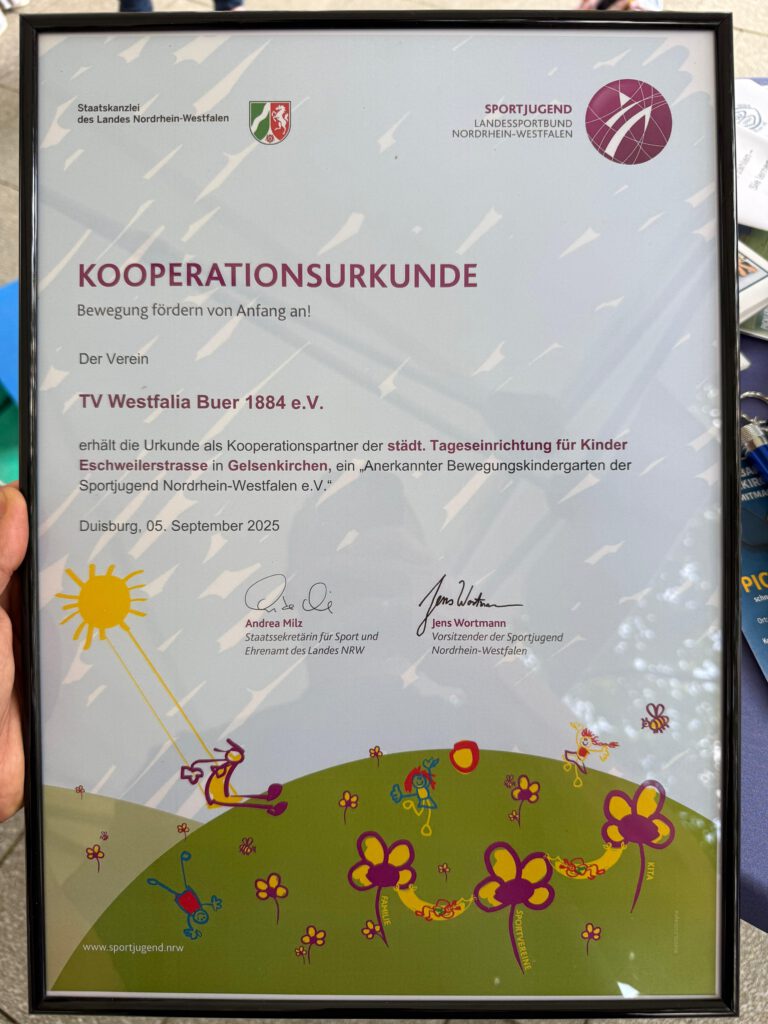 Staatskanzlei
des Landes Nordrhein-Westfalen
SPORTJUGEND
LANDESSPORTBUND
NORDRHEIN-WESTFALEN
KOOPERATIONSURKUNDE
Bewegung fördern von Anfang an!
Der Verein
TV Westfalia Buer 1884 e.V.
erhält die Urkunde als Kooperationspartner der städt. Tageseinrichtung für Kinder
Eschweilerstrasse in Gelsenkirchen, ein „Anerkannter Bewegungskindergarten der
Sportjugend Nordrhein-Westfalen e.V.“
Duisburg, 05. September 2025
Jens Wortmann
Andrea Milz
Staatssekretärin für Sport und
Ehrenamt des Landes NRW
Jens Wortmann
Vorsitzender der Sportjugend
Nordrhein-Westfalen
FAMILIE
SPORTVEREINE
KITA
www.sportjugend.nrw